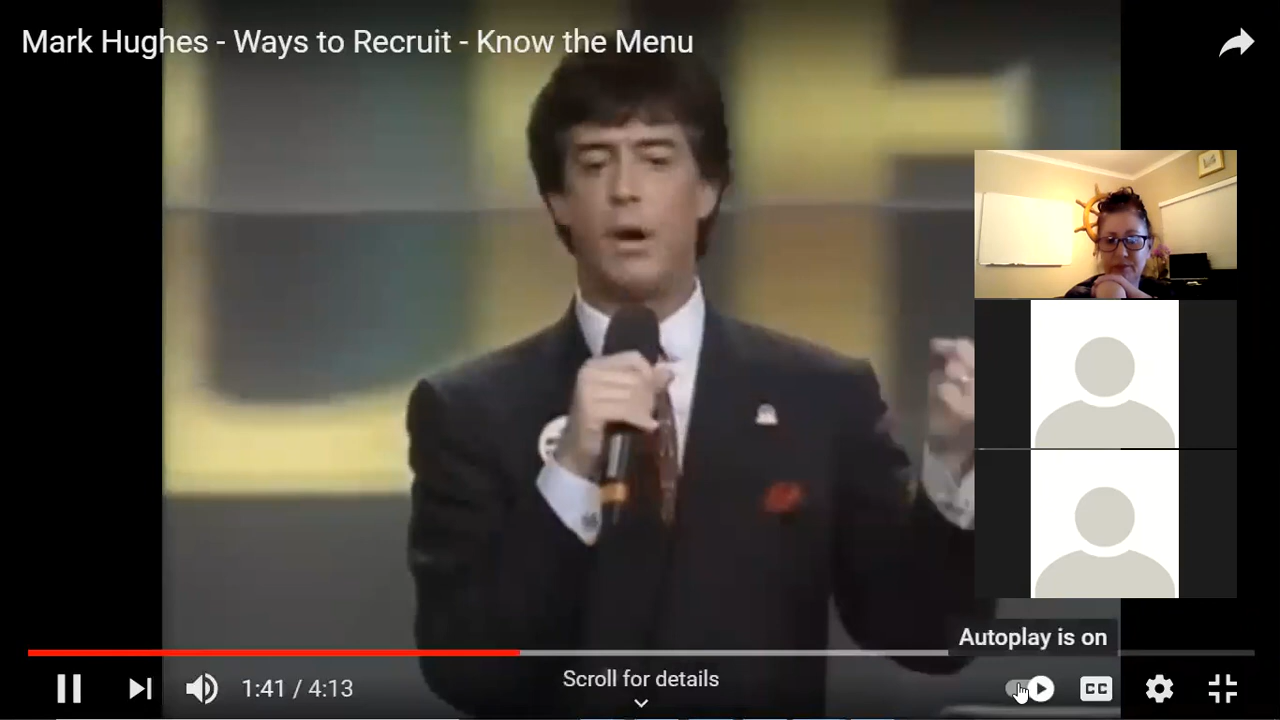 Mark Hughes - Ways to Recruit - Know the Menu
Autoplay is on
1:41 / 4:13
Scroll for details
CC